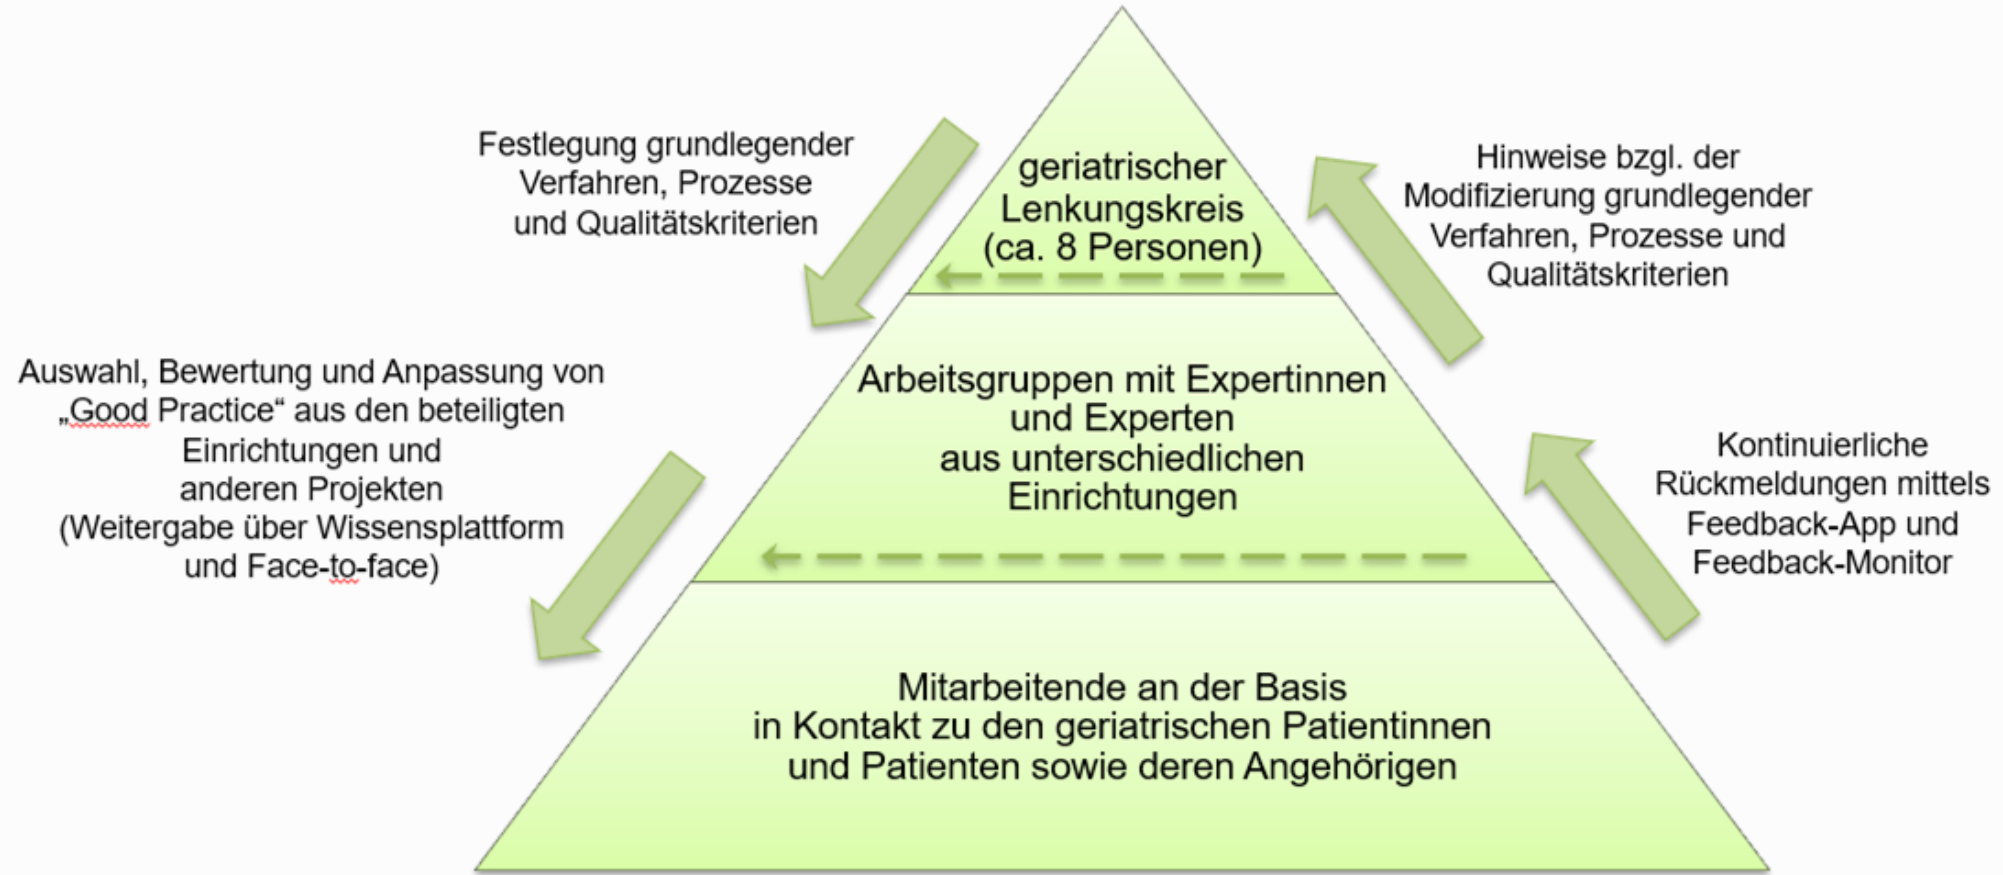 Festlegung grundlegender
Verfahren, Prozesse
und Qualitätskriterien
geriatrischer
Lenkungskreis
(ca. 8 Personen)
Hinweise bzgl. der
Modifizierung grundlegender
Verfahren, Prozesse und
Qualitätskriterien
Auswahl, Bewertung und Anpassung von
„Good Practice“ aus den beteiligten
Einrichtungen und
anderen Projekten
(Weitergabe über Wissensplattform
und Face-to-face)
Arbeitsgruppen mit Expertinnen
und Experten
aus unterschiedlichen
Einrichtungen
Kontinuierliche
Rückmeldungen mittels
Feedback-App und
Feedback-Monitor
Mitarbeitende an der Basis
in Kontakt zu den geriatrischen Patientinnen
und Patienten sowie deren Angehörigen